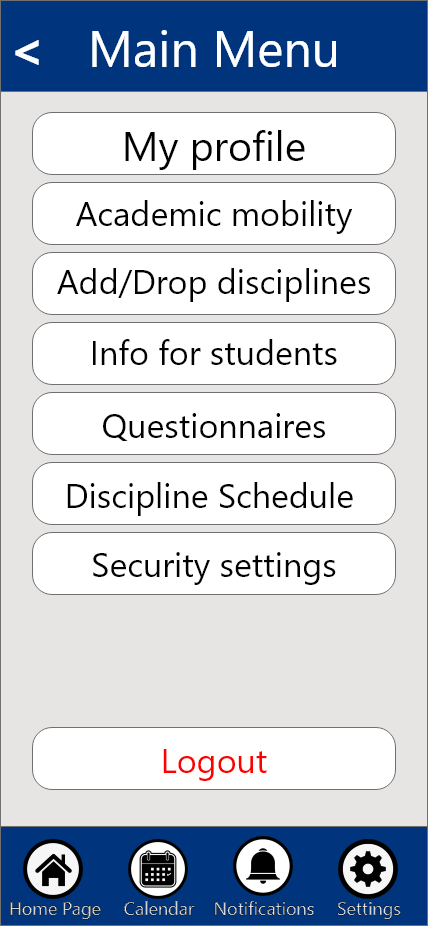 < Main Menu
My profile
Academic mobility
Add/Drop disciplines
Info for students
Questionnaires
Discipline Schedule
Security settings
Logout
Home Page Calendar Notifications Settings